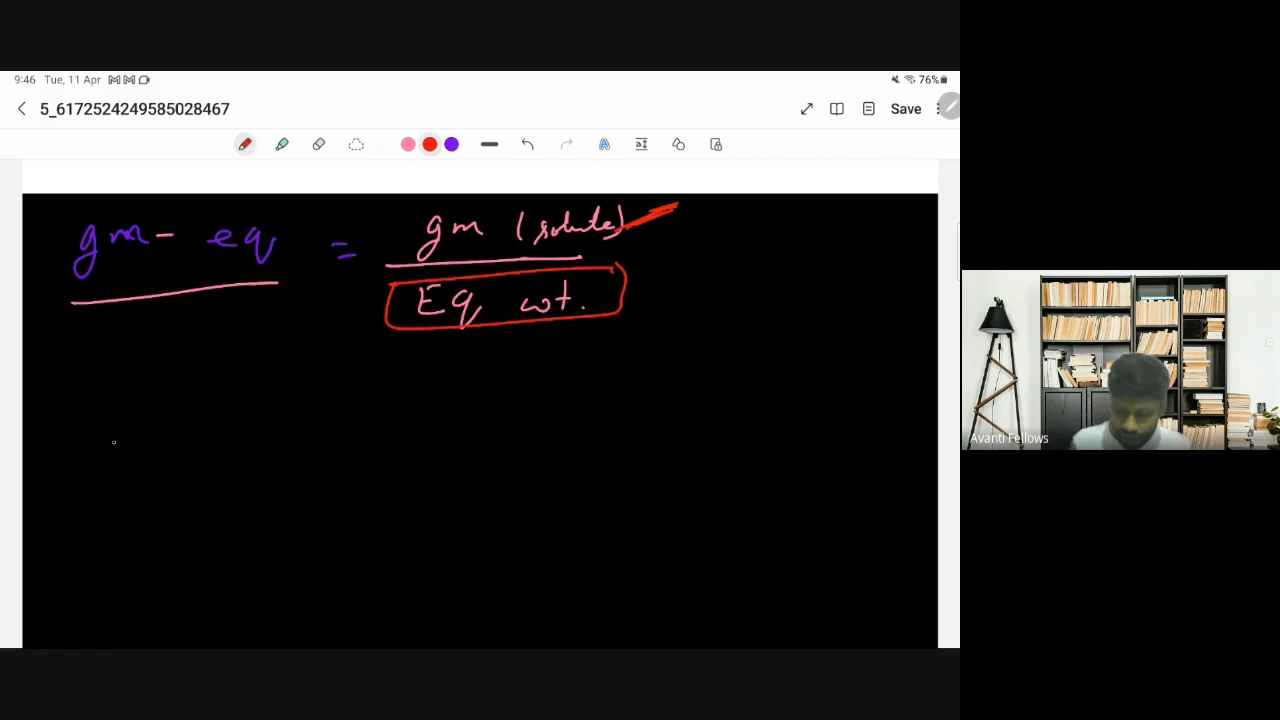 9:46 Tue, 11 Apr 76%
5_6172524249585028467 Save
gm- eq = gm (solute)
Eq wt.
Avanti Fellows